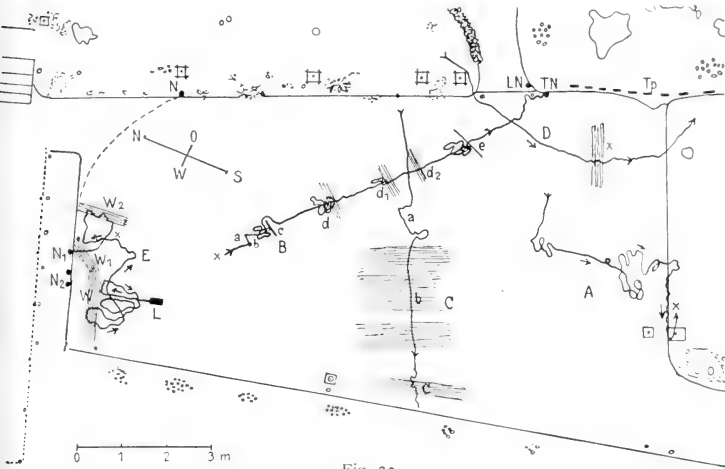 LN TN Tp
N
D
x
N O
W S
e
d₂
d₁
d
a
c
a b B
x
W₂
x
N₁ W₁ E
N₂
W
L
b C
A
x
C
0 1 2 3 m